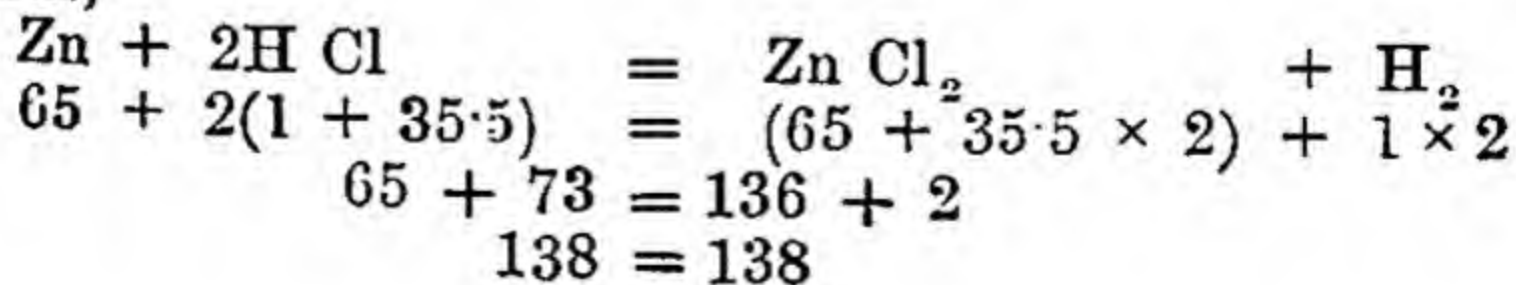 Zn + 2H Cl = Zn Cl₂ + H₂
65 + 2(1 + 35·5) = (65 + 35·5 × 2) + 1 × 2
65 + 73 = 136 + 2
138 = 138